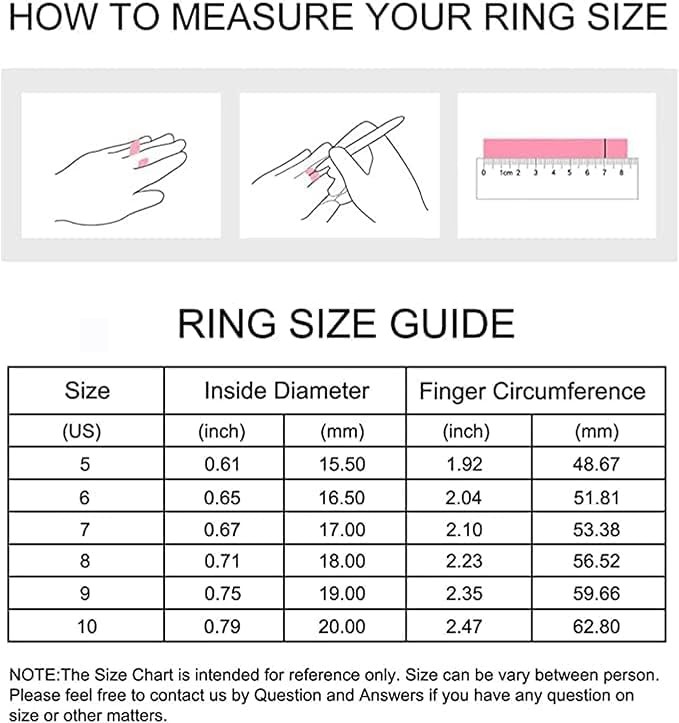 HOW TO MEASURE YOUR RING SIZE
0 1cm 2 3 4 5 6 7 8
RING SIZE GUIDE
Size Inside Diameter Finger Circumference
(US) (inch) (mm) (inch) (mm)
5 0.61 15.50 1.92 48.67
6 0.65 16.50 2.04 51.81
7 0.67 17.00 2.10 53.38
8 0.71 18.00 2.23 56.52
9 0.75 19.00 2.35 59.66
10 0.79 20.00 2.47 62.80
NOTE:The Size Chart is intended for reference only. Size can be vary between person.
Please feel free to contact us by Question and Answers if you have any question on
size or other matters.